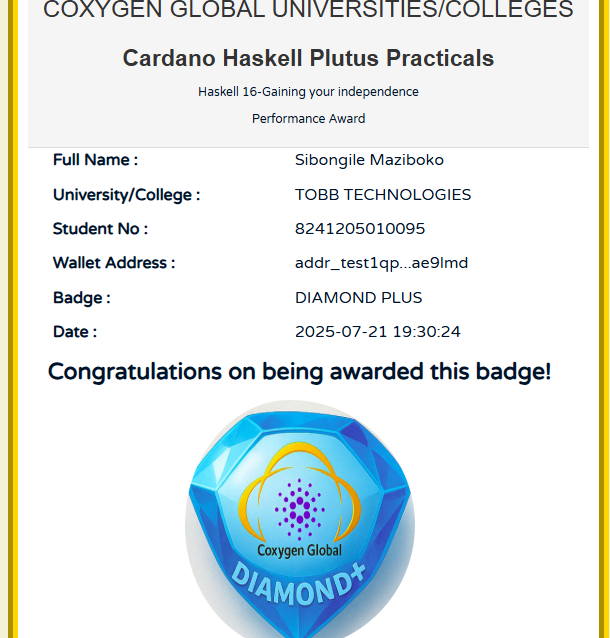 COXYGEN GLOBAL UNIVERSITIES/COLLEGES
Cardano Haskell Plutus Practicals
Haskell 16-Gaining your independence
Performance Award
Full Name : Sibongile Maziboko
University/College : TOBB TECHNOLOGIES
Student No : 8241205010095
Wallet Address : addr_test1qp...ae9lmd
Badge : DIAMOND PLUS
Date : 2025-07-21 19:30:24
Congratulations on being awarded this badge!
Coxygen Global
DIAMOND+